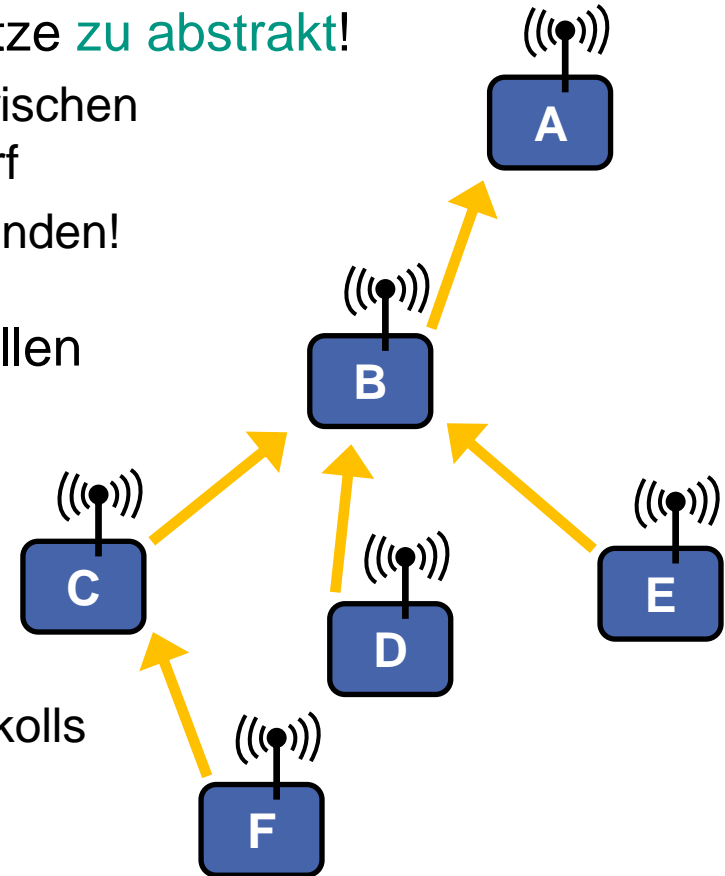 tze zu abstrakt!
ischen
A
rf
nden!
B
llen
C
E
D
kolls
F